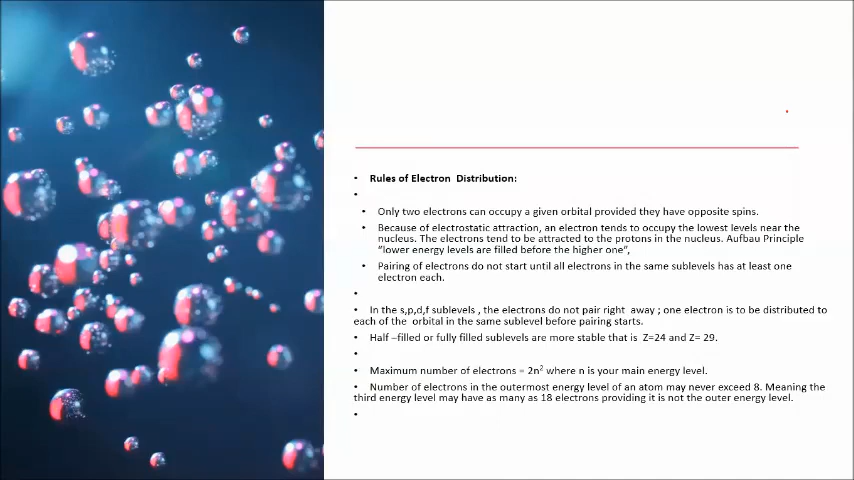 • Rules of Electron Distribution:
•
• Only two electrons can occupy a given orbital provided they have opposite spins.
• Because of electrostatic attraction, an electron tends to occupy the lowest levels near the
nucleus. The electrons tend to be attracted to the protons in the nucleus. Aufbau Principle
“lower energy levels are filled before the higher one”,
• Pairing of electrons do not start until all electrons in the same sublevels has at least one
electron each.
•
• In the s,p,d,f sublevels , the electrons do not pair right away ; one electron is to be distributed to
each of the orbital in the same sublevel before pairing starts.
• Half –filled or fully filled sublevels are more stable that is Z=24 and Z= 29.
•
• Maximum number of electrons = 2n² where n is your main energy level.
• Number of electrons in the outermost energy level of an atom may never exceed 8. Meaning the
third energy level may have as many as 18 electrons providing it is not the outer energy level.
•